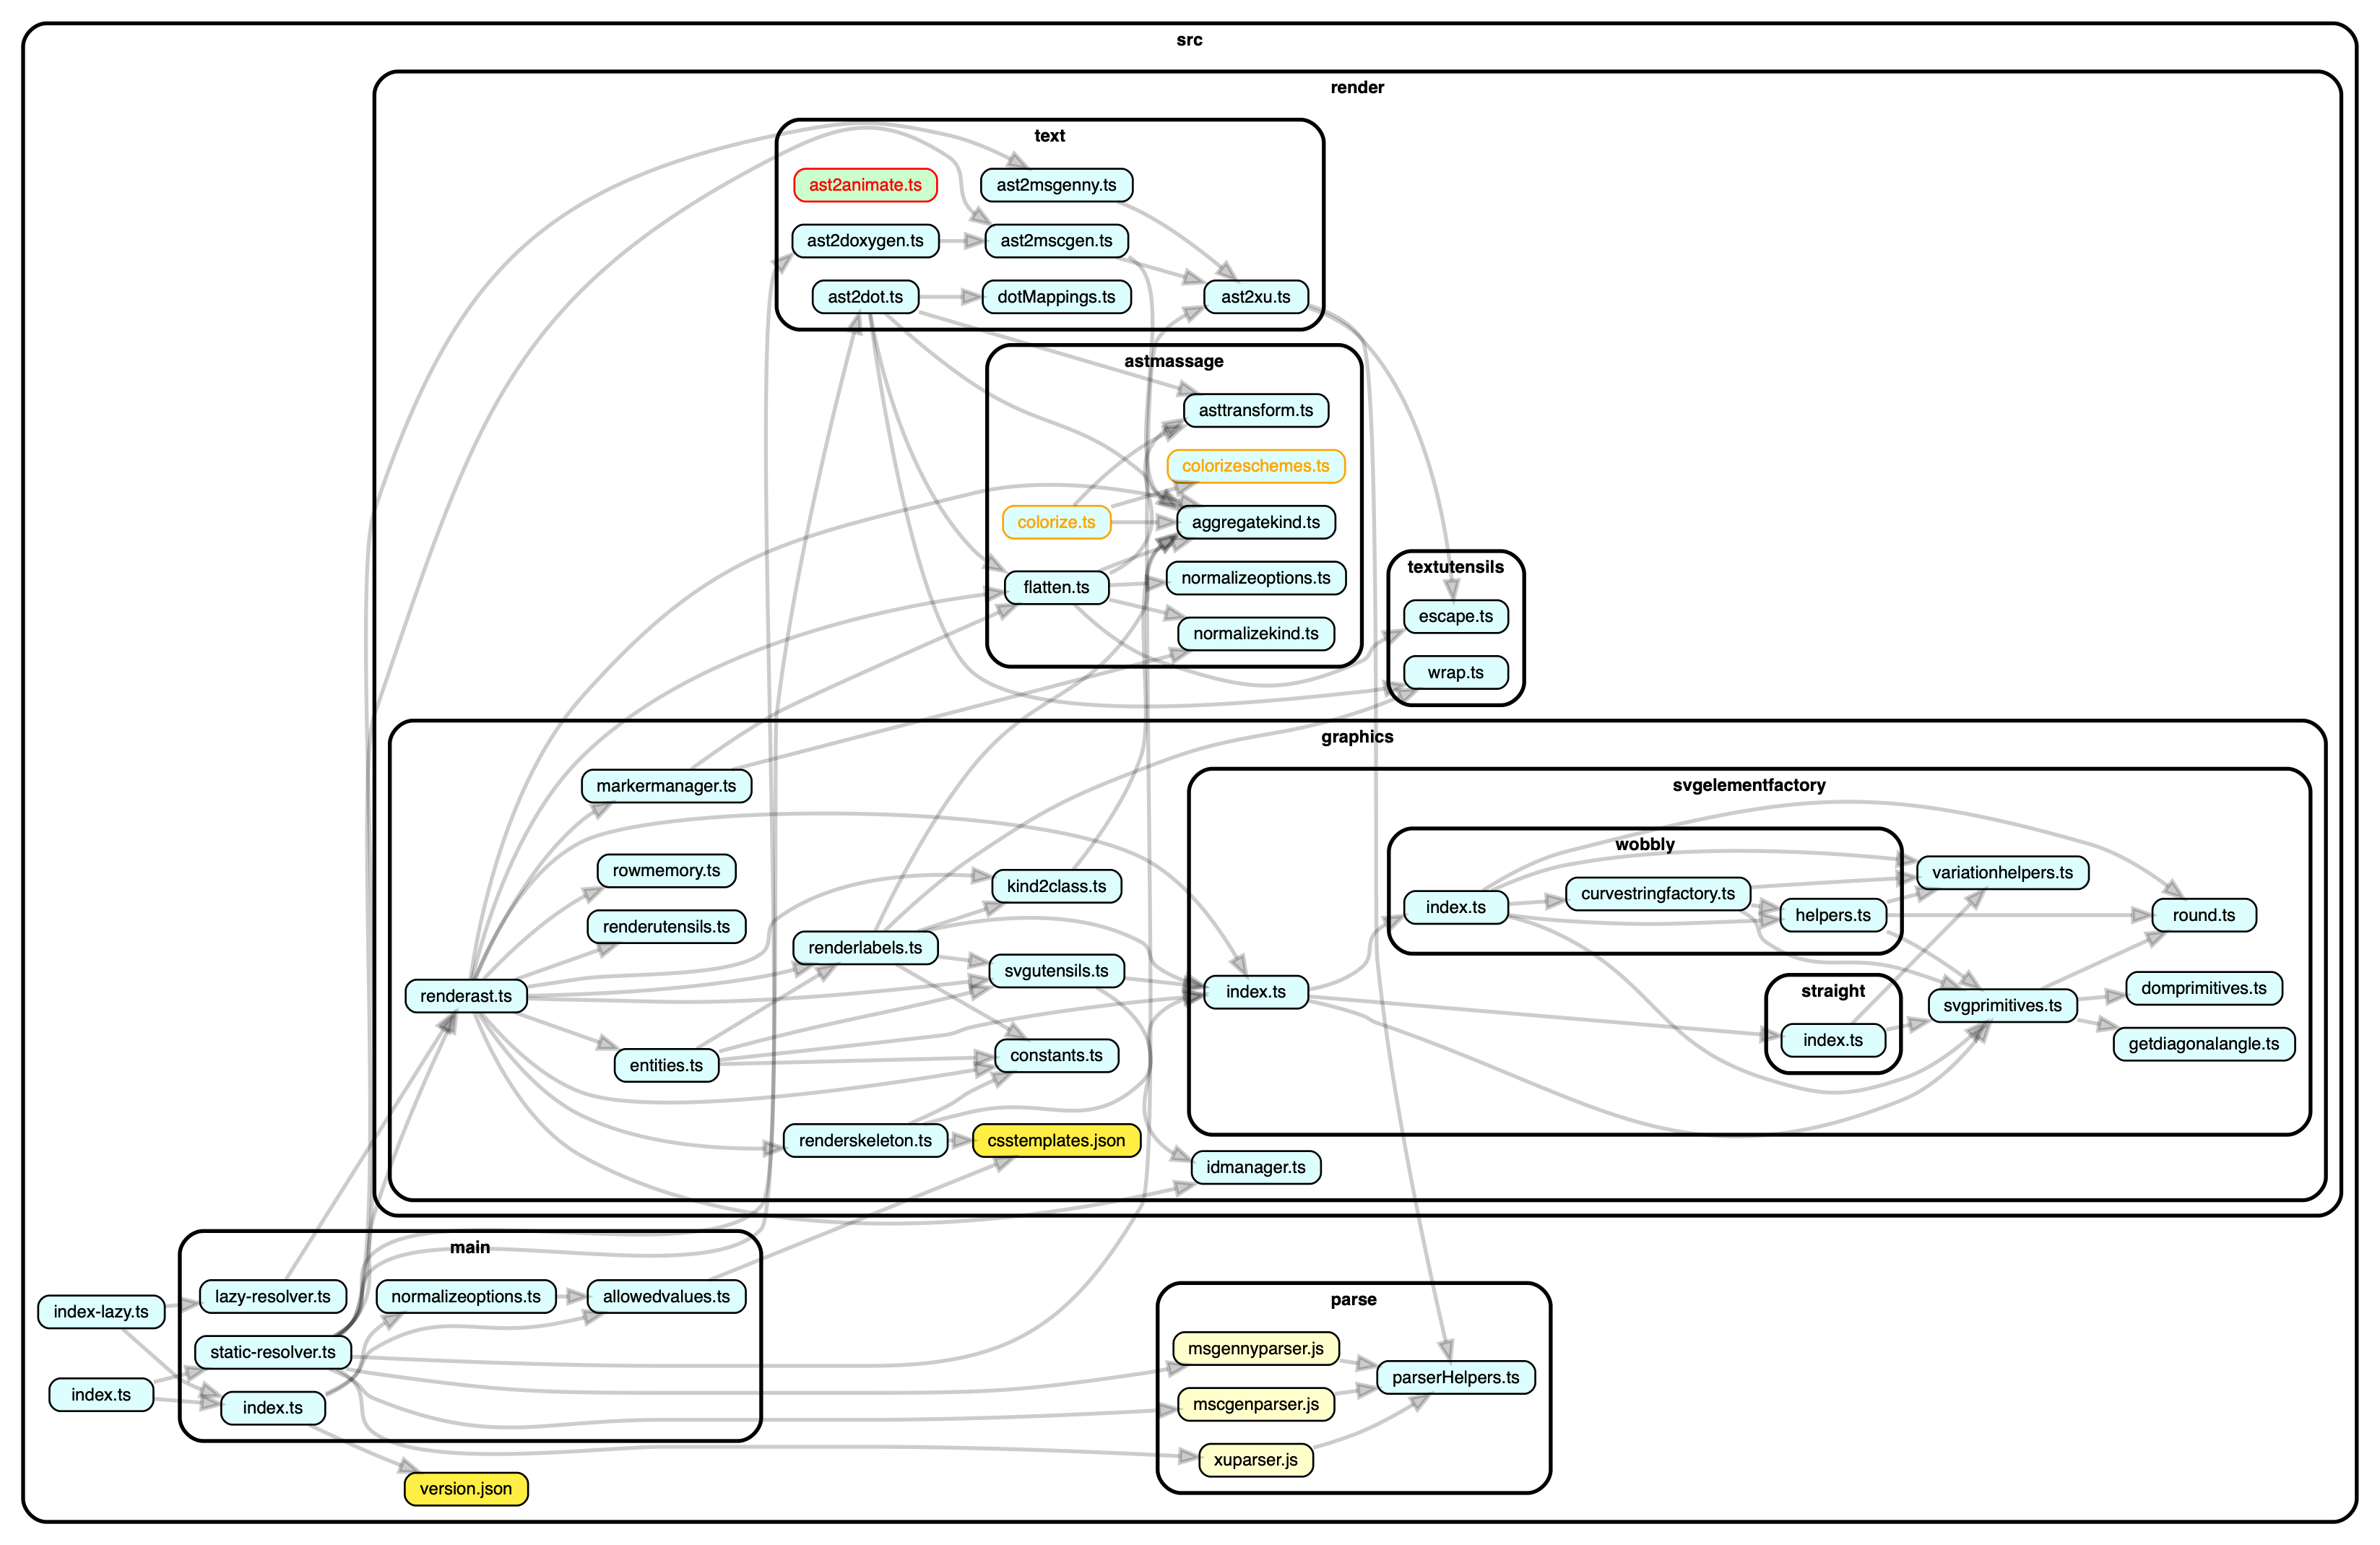 src
render
text
ast2animate.ts
ast2msgenny.ts
ast2doxygen.ts
ast2mscgen.ts
ast2dot.ts
dotMappings.ts
ast2xu.ts
astmassage
asttransform.ts
colorizeschemes.ts
colorize.ts
aggregatekind.ts
flatten.ts
normalizeoptions.ts
normalizekind.ts
textutensils
escape.ts
wrap.ts
graphics
markermanager.ts
rowmemory.ts
renderutensils.ts
renderast.ts
entities.ts
renderlabels.ts
renderskeleton.ts
kind2class.ts
svgutensils.ts
constants.ts
csstemplates.json
idmanager.ts
svgelementfactory
index.ts
wobbly
index.ts
curvestringfactory.ts
helpers.ts
straight
index.ts
variationhelpers.ts
round.ts
svgprimitives.ts
domprimitives.ts
getdiagonalangle.ts
main
lazy-resolver.ts
normalizeoptions.ts
allowedvalues.ts
static-resolver.ts
index.ts
index-lazy.ts
index.ts
version.json
parse
msgennyparser.js
mscgenparser.js
xuparser.js
parserHelpers.ts